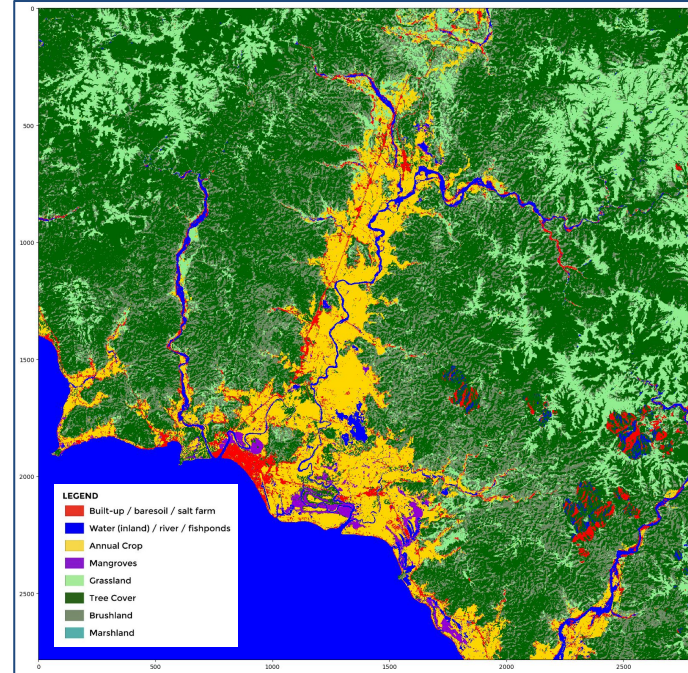 0
500
1000
1500
2000
2500
LEGEND
Built-up / baresoil / salt farm
Water (inland) / river / fishponds
Annual Crop
Mangroves
Grassland
Tree Cover
Brushland
Marshland
0 500 1000 1500 2000 2500